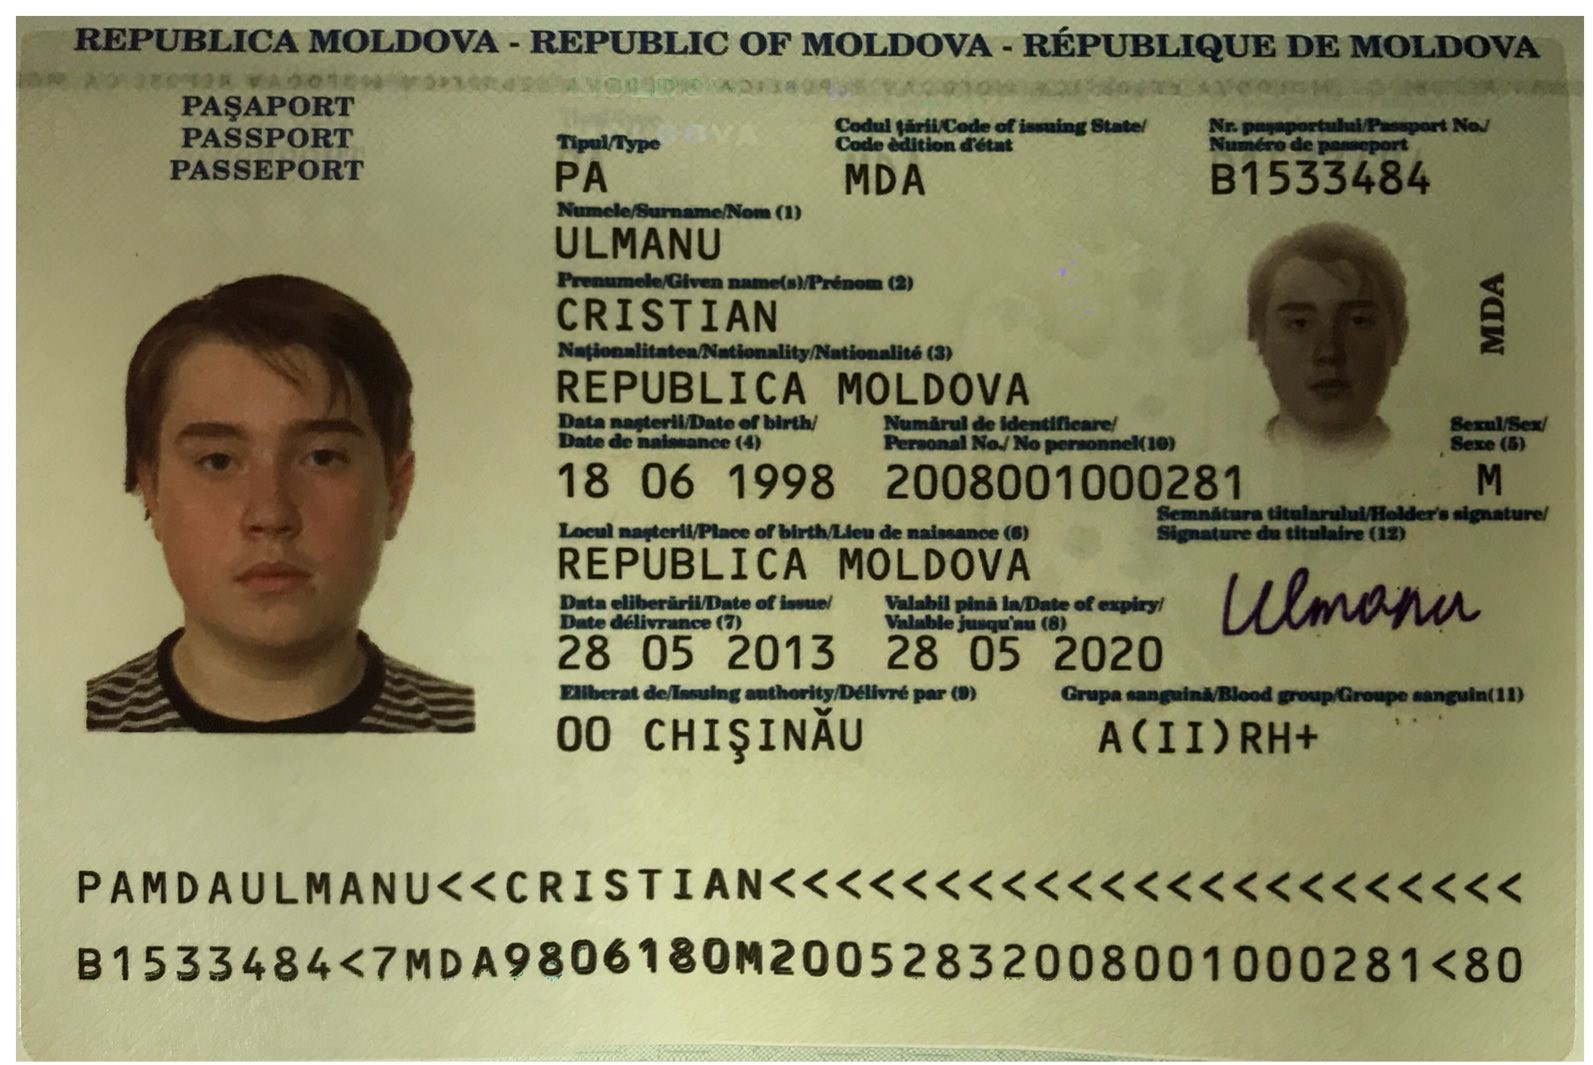 REPUBLICA MOLDOVA - REPUBLIC OF MOLDOVA - RÉPUBLIQUE DE MOLDOVA
PAŞAPORT
PASSPORT
PASSEPORT
Tipul/Type
PA
Codul ţării/Code of issuing State/
Code èdition d'état
MDA
Nr. paşaportului/Passport No./
Numéro de passeport
B1533484
Numele/Surname/Nom (1)
ULMANU
Prenumele/Given name(s)/Prénom (2)
CRISTIAN
Naţionalitatea/Nationality/Nationalité (3)
REPUBLICA MOLDOVA
MDA
Data naşterii/Date of birth/
Date de naissance (4)
18 06 1998
Numărul de identificare/
Personal No./ No personnel(10)
2008001000281
Sexul/Sex/
Sexe (5)
M
Locul naşterii/Place of birth/Lieu de naissance (6)
REPUBLICA MOLDOVA
Semnătura titularului/Holder's signature/
Signature du titulaire (12)
Ulmanu
Data eliberării/Date of issue/
Date délivrance (7)
28 05 2013
Valabil pină la/Date of expiry/
Valable jusqu'au (8)
28 05 2020
Eliberat de/Issuing authority/Délivré par (9)
00 CHIŞINĂU
Grupa sanguină/Blood group/Groupe sanguin(11)
A(II)RH+
PAMDAULMANU<<CRISTIAN<<<<<<<<<<<<<<<<<<<<<<<
B1533484<7MDA9806180M20052832008001000281<80